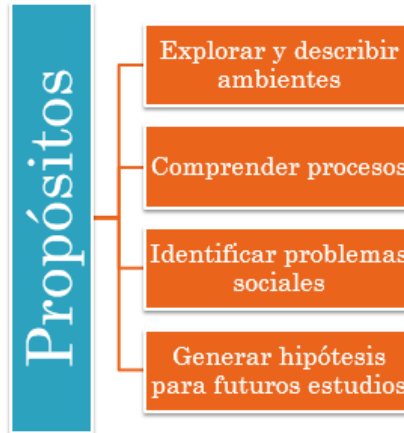 Propósitos
Explorar y describir
ambientes
Comprender procesos
Identificar problemas
sociales
Generar hipótesis
para futuros estudios